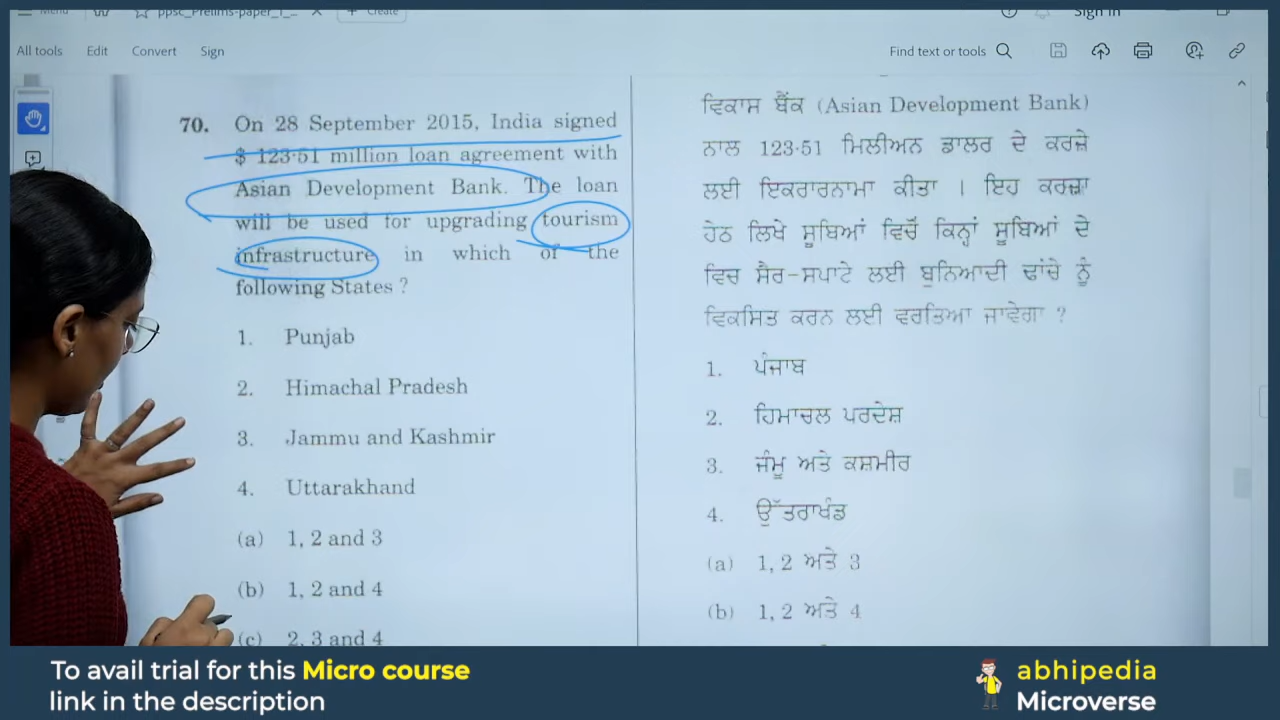 Menu
ppsc_Prelims-paper_1_...
Create
Sign in
All tools
Edit
Convert
Sign
Find text or tools
70. On 28 September 2015, India signed
$ 123·51 million loan agreement with
Asian Development Bank. The loan
will be used for upgrading tourism
infrastructure in which of the
following States ?
1. Punjab
2. Himachal Pradesh
3. Jammu and Kashmir
4. Uttarakhand
(a) 1, 2 and 3
(b) 1, 2 and 4
(c) 2, 3 and 4
ਵਿਕਾਸ ਬੈਂਕ (Asian Development Bank)
ਨਾਲ 123·51 ਮਿਲੀਅਨ ਡਾਲਰ ਦੇ ਕਰਜ਼ੇ
ਲਈ ਇਕਰਾਰਨਾਮਾ ਕੀਤਾ । ਇਹ ਕਰਜ਼ਾ
ਹੇਠ ਲਿਖੇ ਸੂਬਿਆਂ ਵਿਚੋਂ ਕਿਨ੍ਹਾਂ ਸੂਬਿਆਂ ਦੇ
ਵਿਚ ਸੈਰ-ਸਪਾਟੇ ਲਈ ਬੁਨਿਆਦੀ ਢਾਂਚੇ ਨੂੰ
ਵਿਕਸਿਤ ਕਰਨ ਲਈ ਵਰਤਿਆ ਜਾਵੇਗਾ ?
1. ਪੰਜਾਬ
2. ਹਿਮਾਚਲ ਪਰਦੇਸ਼
3. ਜੰਮੂ ਅਤੇ ਕਸ਼ਮੀਰ
4. ਉੱਤਰਾਖੰਡ
(a) 1, 2 ਅਤੇ 3
(b) 1, 2 ਅਤੇ 4
To avail trial for this Micro course
link in the description
abhipedia
Microverse